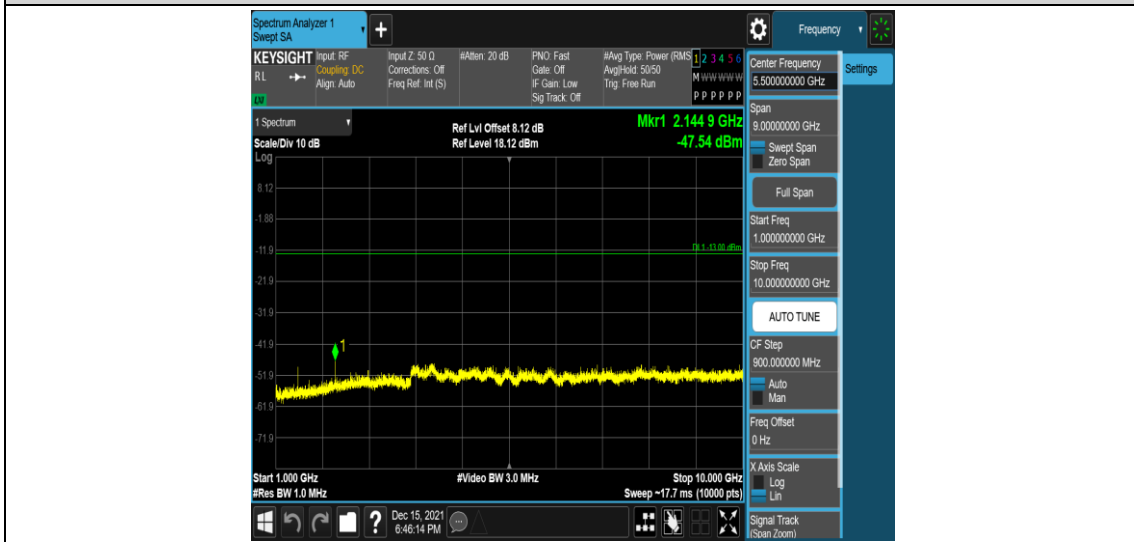 Spectrum Analyzer 1
Swept SA
+
Frequency
KEYSIGHT
RL
LXI
Input: RF
Coupling: DC
Align: Auto
Input Z: 50 Ω
Corrections: Off
Freq Ref: Int (S)
#Atten: 20 dB
PNO: Fast
Gate: Off
IF Gain: Low
Sig Track: Off
#Avg Type: Power (RMS
Avg|Hold: 50/50
Trig: Free Run
1 2 3 4 5 6
M W W W W W
P P P P P P
1 Spectrum
Scale/Div 10 dB
Log
Ref Lvl Offset 8.12 dB
Ref Level 18.12 dBm
Mkr1 2.144 9 GHz
-47.54 dBm
8.12
-1.88
-11.9
DL1 -13.00 dBm
-21.9
-31.9
-41.9
1
-51.9
-61.9
-71.9
Start 1.000 GHz
#Res BW 1.0 MHz
#Video BW 3.0 MHz
Stop 10.000 GHz
Sweep ~17.7 ms (10000 pts)
Center Frequency
5.500000000 GHz
Settings
Span
9.00000000 GHz
Swept Span
Zero Span
Full Span
Start Freq
1.000000000 GHz
Stop Freq
10.000000000 GHz
AUTO TUNE
CF Step
900.000000 MHz
Auto
Man
Freq Offset
0 Hz
X Axis Scale
Log
Lin
Signal Track
(Span Zoom)
?
Dec 15, 2021
6:46:14 PM